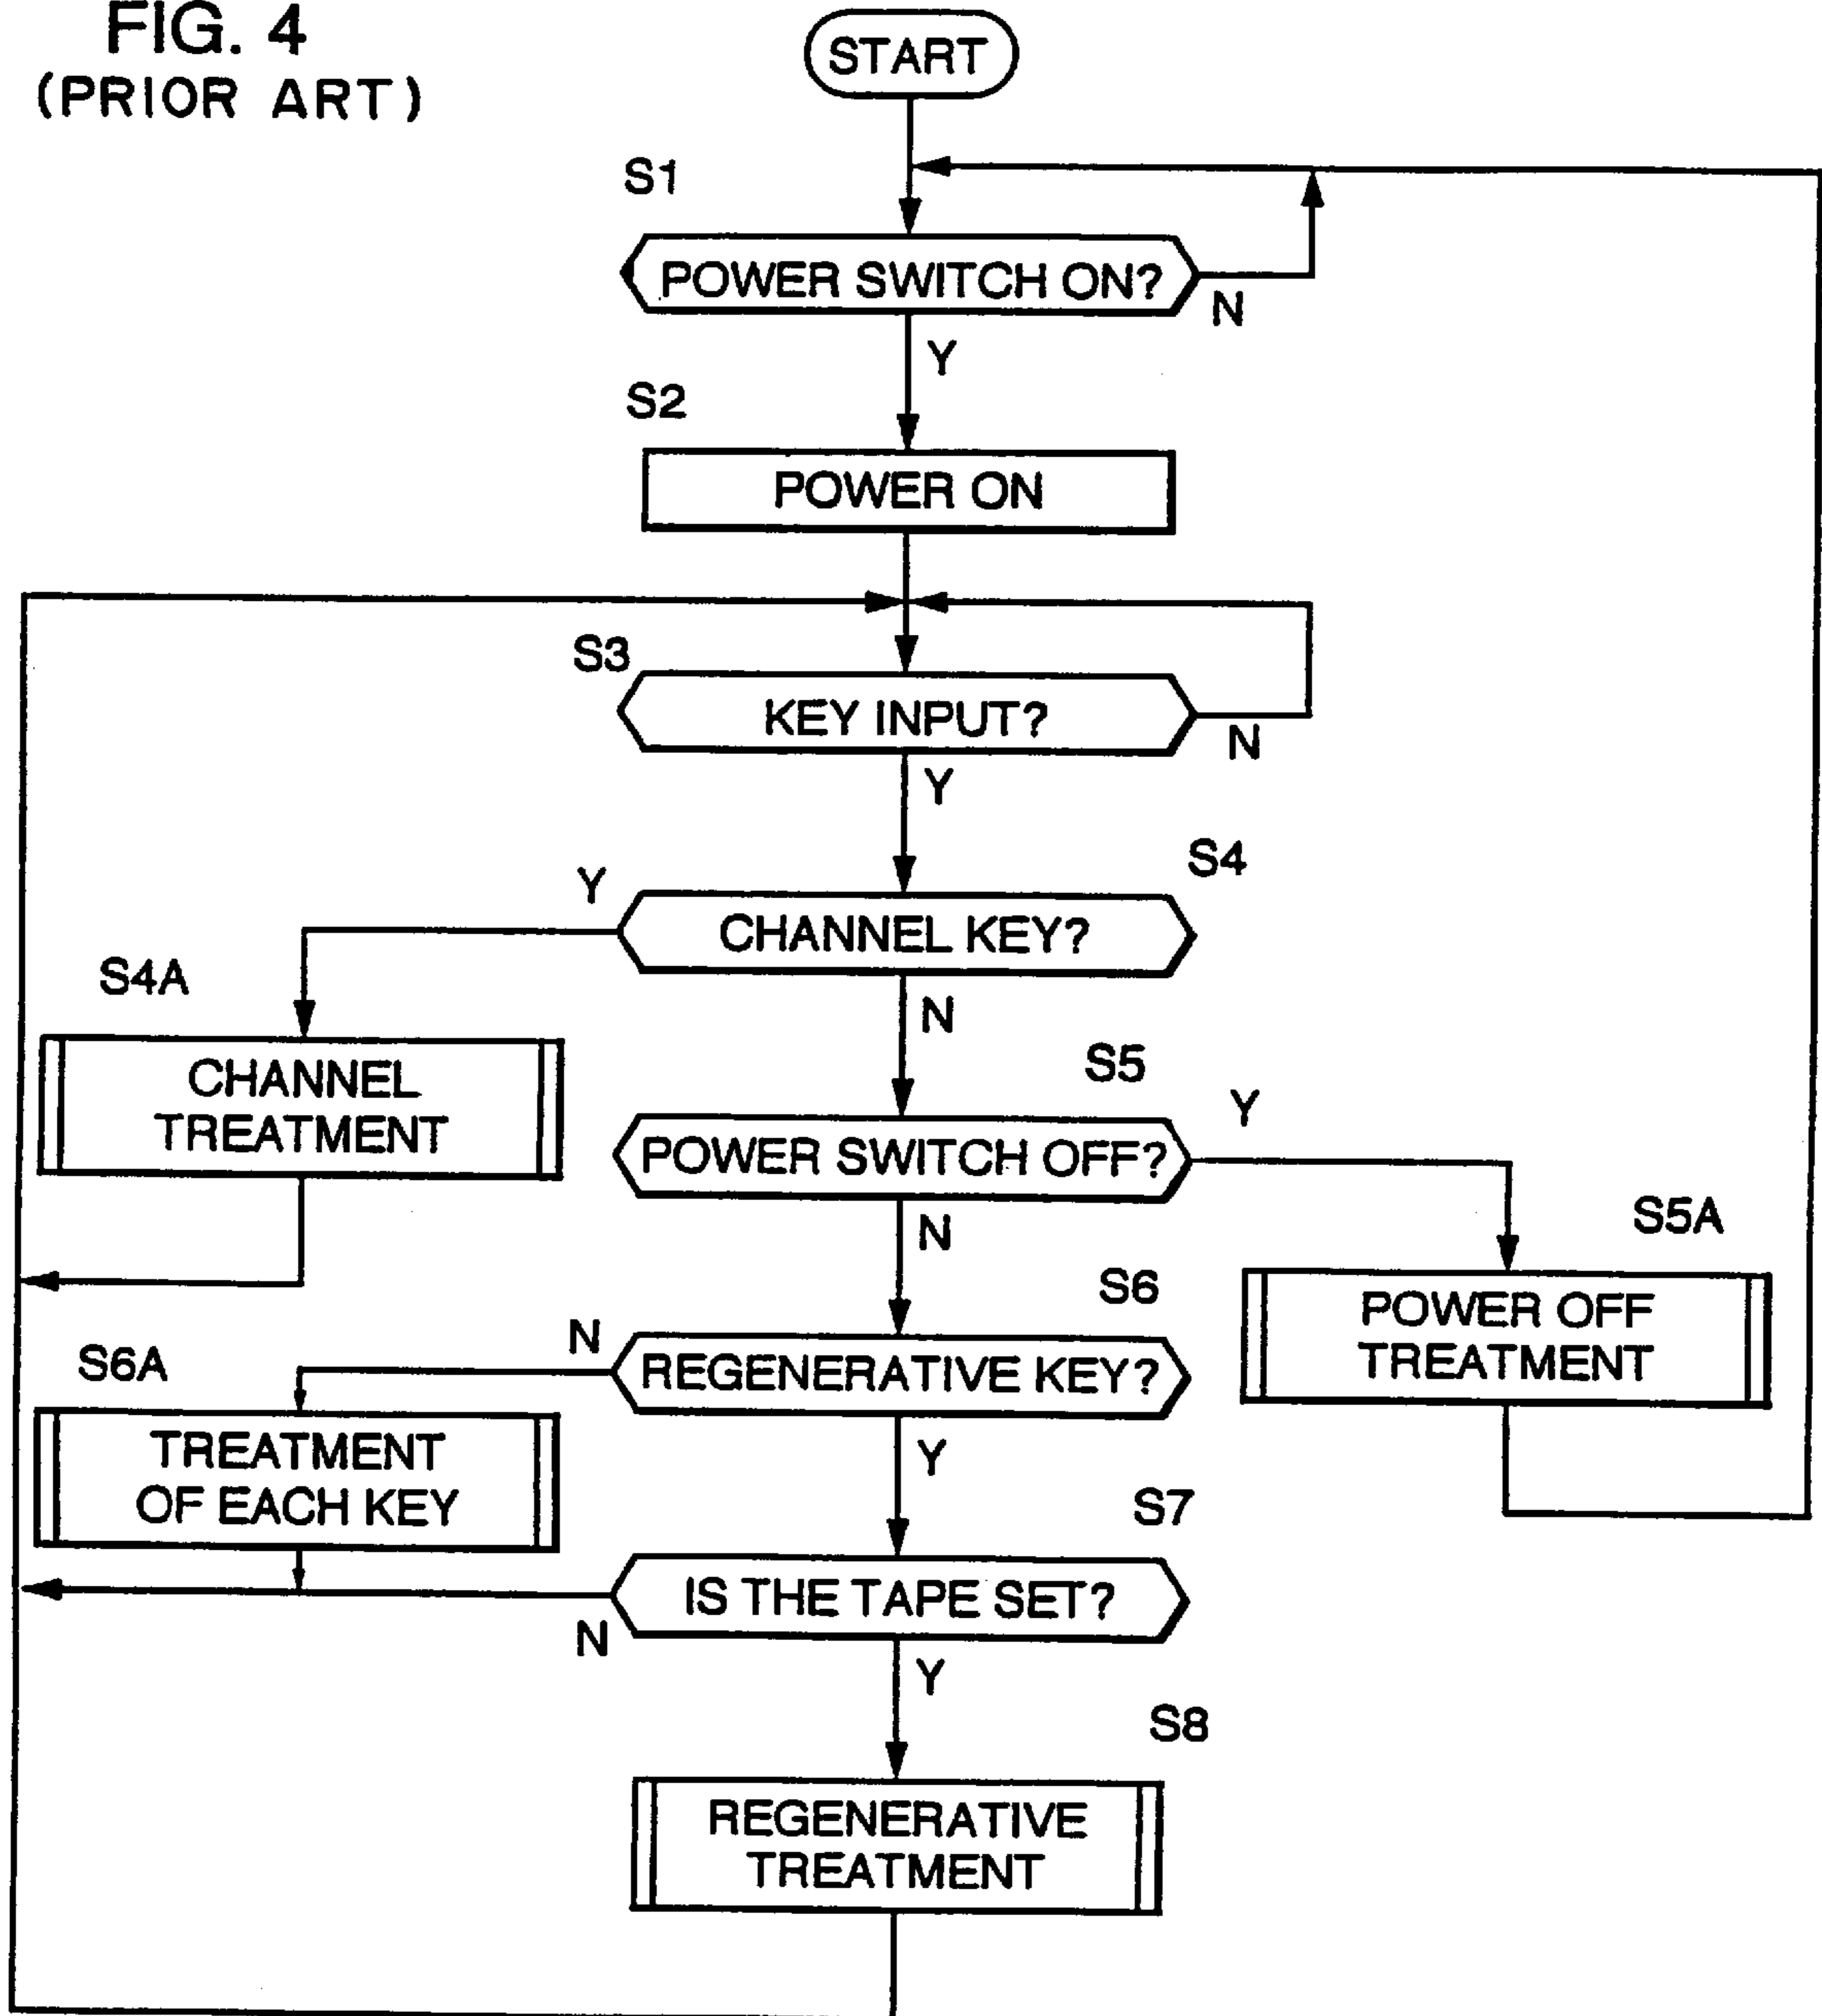 FIG. 4
(PRIOR ART)
START
S1
POWER SWITCH ON?
N
Y
S2
POWER ON
S3
KEY INPUT?
N
Y
S4
Y
CHANNEL KEY?
S4A
N
CHANNEL
TREATMENT
S5
Y
POWER SWITCH OFF?
N
S5A
POWER OFF
TREATMENT
S6
N
REGENERATIVE KEY?
S6A
Y
TREATMENT
OF EACH KEY
S7
IS THE TAPE SET?
N
Y
S8
REGENERATIVE
TREATMENT